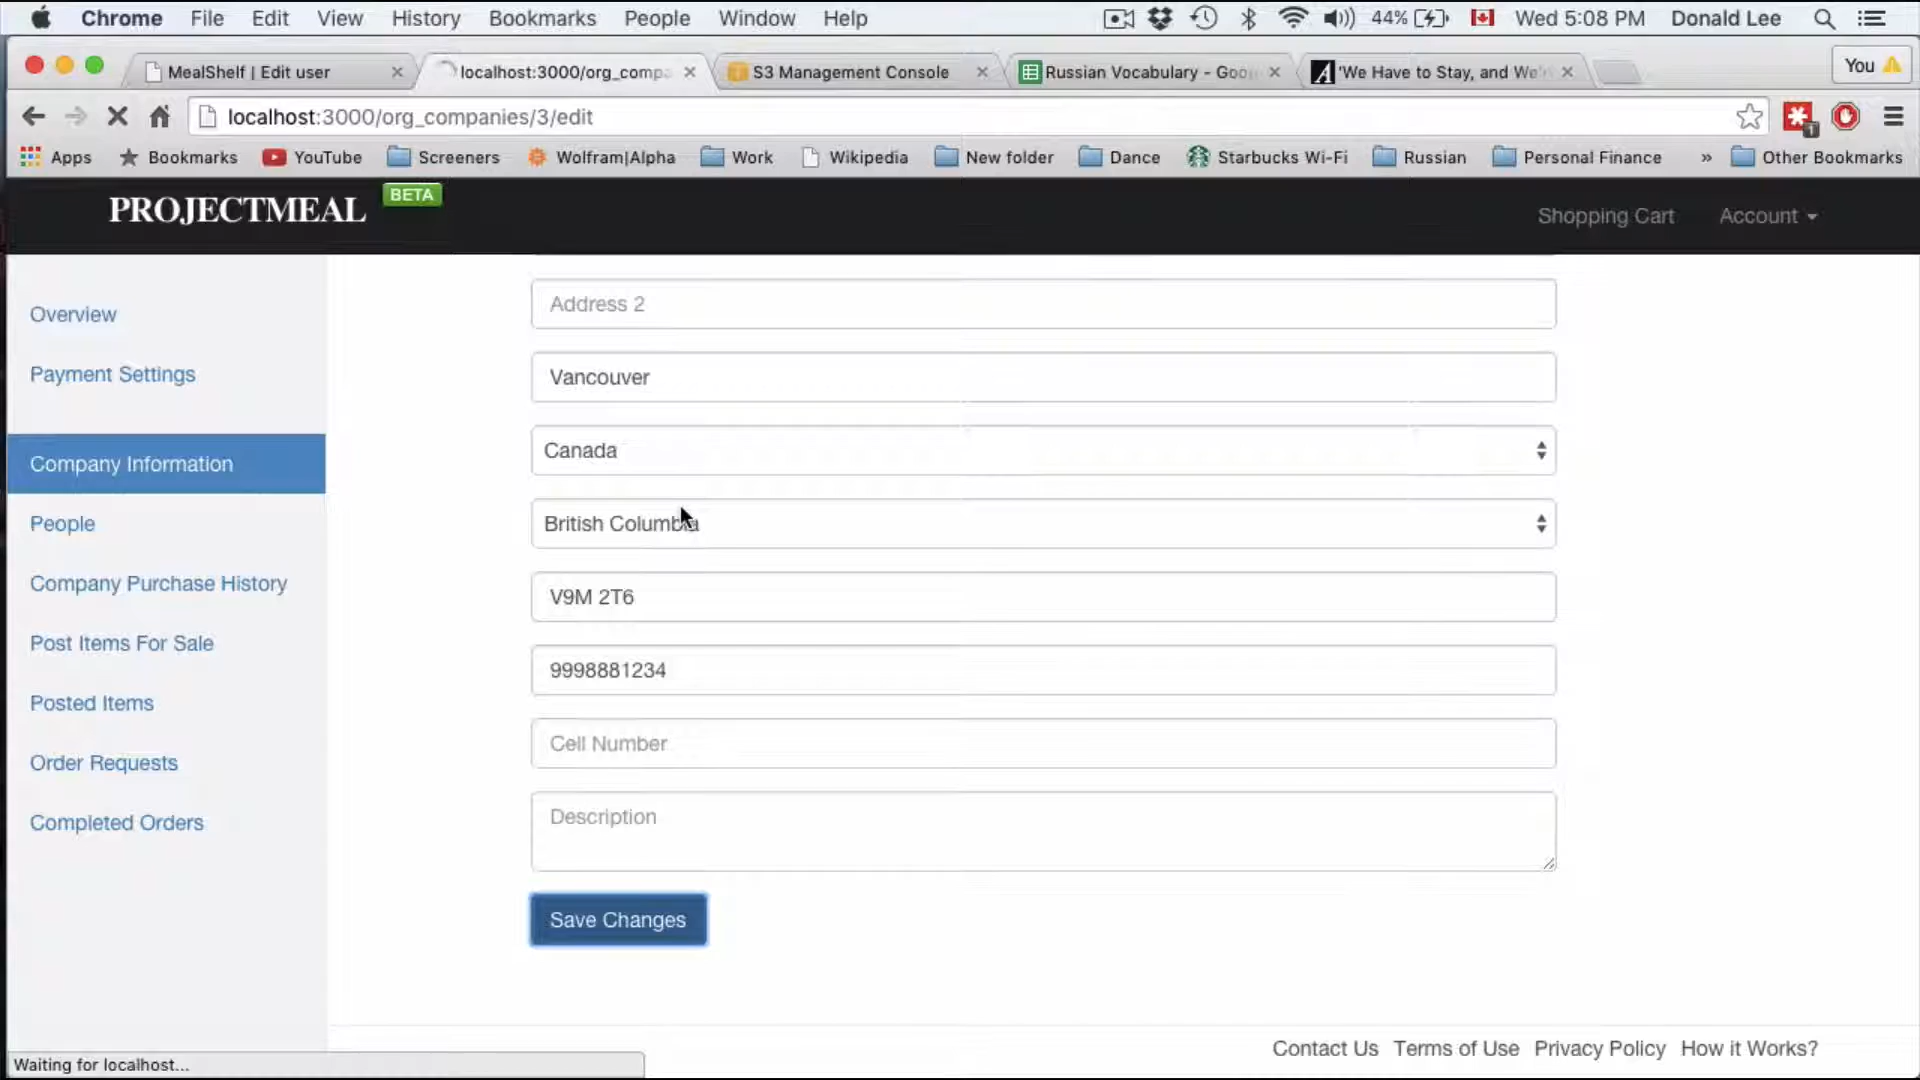 Chrome File Edit View History Bookmarks People Window Help 44% Wed 5:08 PM Donald Lee
MealShelf | Edit user localhost:3000/org_comp S3 Management Console Russian Vocabulary - Goo 'We Have to Stay, and We'r You
localhost:3000/org_companies/3/edit 1
Apps Bookmarks YouTube Screeners Wolfram|Alpha Work Wikipedia New folder Dance Starbucks Wi-Fi Russian Personal Finance » Other Bookmarks
PROJECTMEAL BETA Shopping Cart Account
Overview
Payment Settings
Company Information
People
Company Purchase History
Post Items For Sale
Posted Items
Order Requests
Completed Orders
Address 2
Vancouver
Canada
British Columbia
V9M 2T6
9998881234
Cell Number
Description
Save Changes
Contact Us Terms of Use Privacy Policy How it Works?
Waiting for localhost...